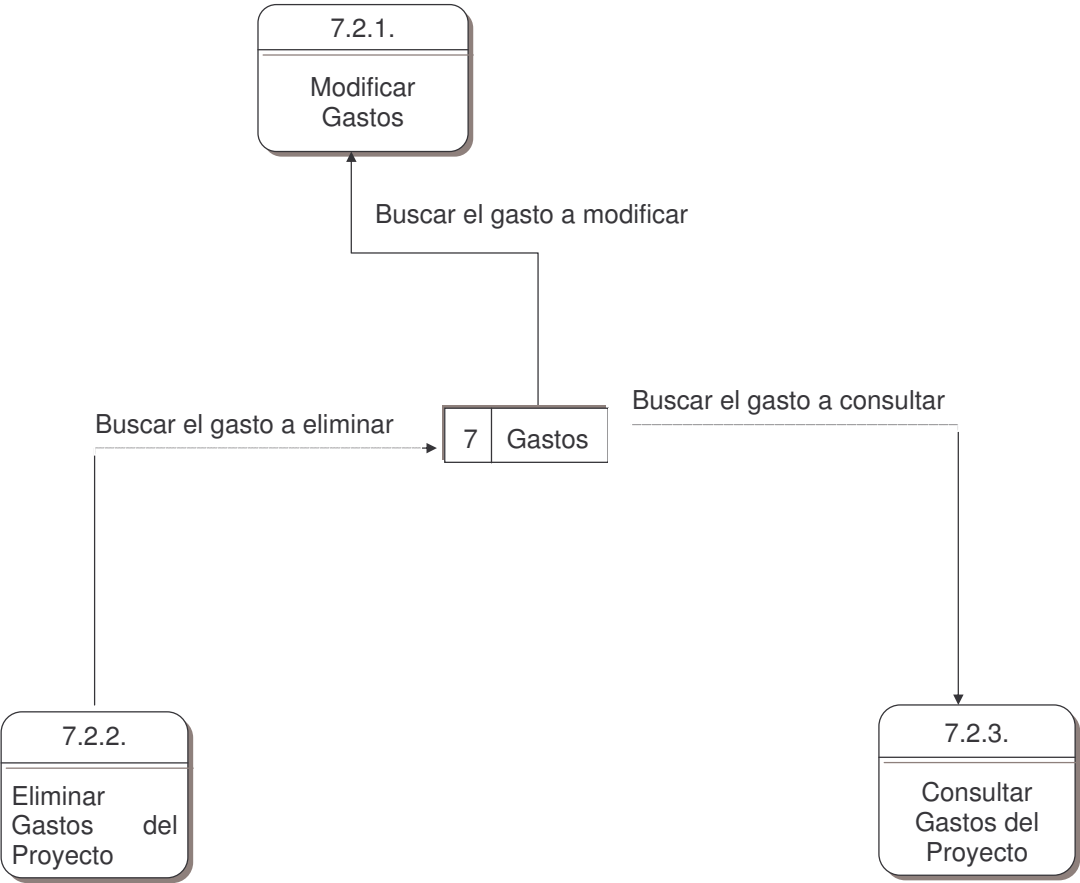 7.2.1.
Modificar
Gastos
Buscar el gasto a modificar
Buscar el gasto a consultar
Buscar el gasto a eliminar
7 Gastos
7.2.2.
Eliminar
Gastos del
Proyecto
7.2.3.
Consultar
Gastos del
Proyecto